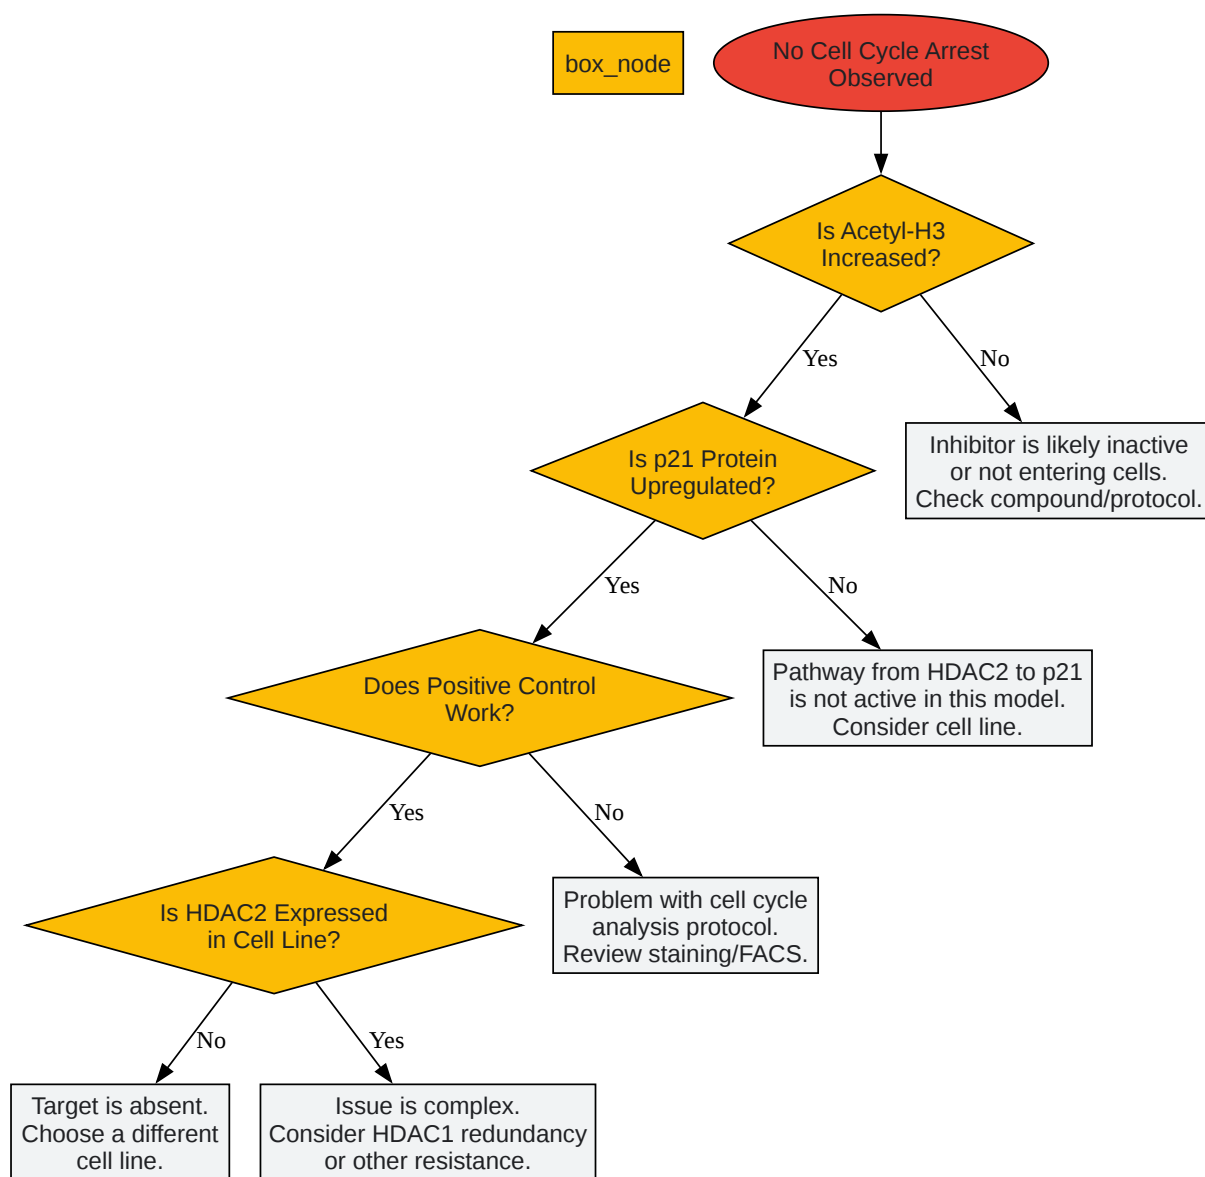 box_node
No Cell Cycle Arrest
Observed
Is Acetyl-H3
Increased?
Yes
No
Is p21 Protein
Upregulated?
Inhibitor is likely inactive
or not entering cells.
Check compound/protocol.
Yes
No
Does Positive Control
Work?
Pathway from HDAC2 to p21
is not active in this model.
Consider cell line.
Yes
No
Is HDAC2 Expressed
in Cell Line?
Problem with cell cycle
analysis protocol.
Review staining/FACS.
No
Yes
Target is absent.
Choose a different
cell line.
Issue is complex.
Consider HDAC1 redundancy
or other resistance.